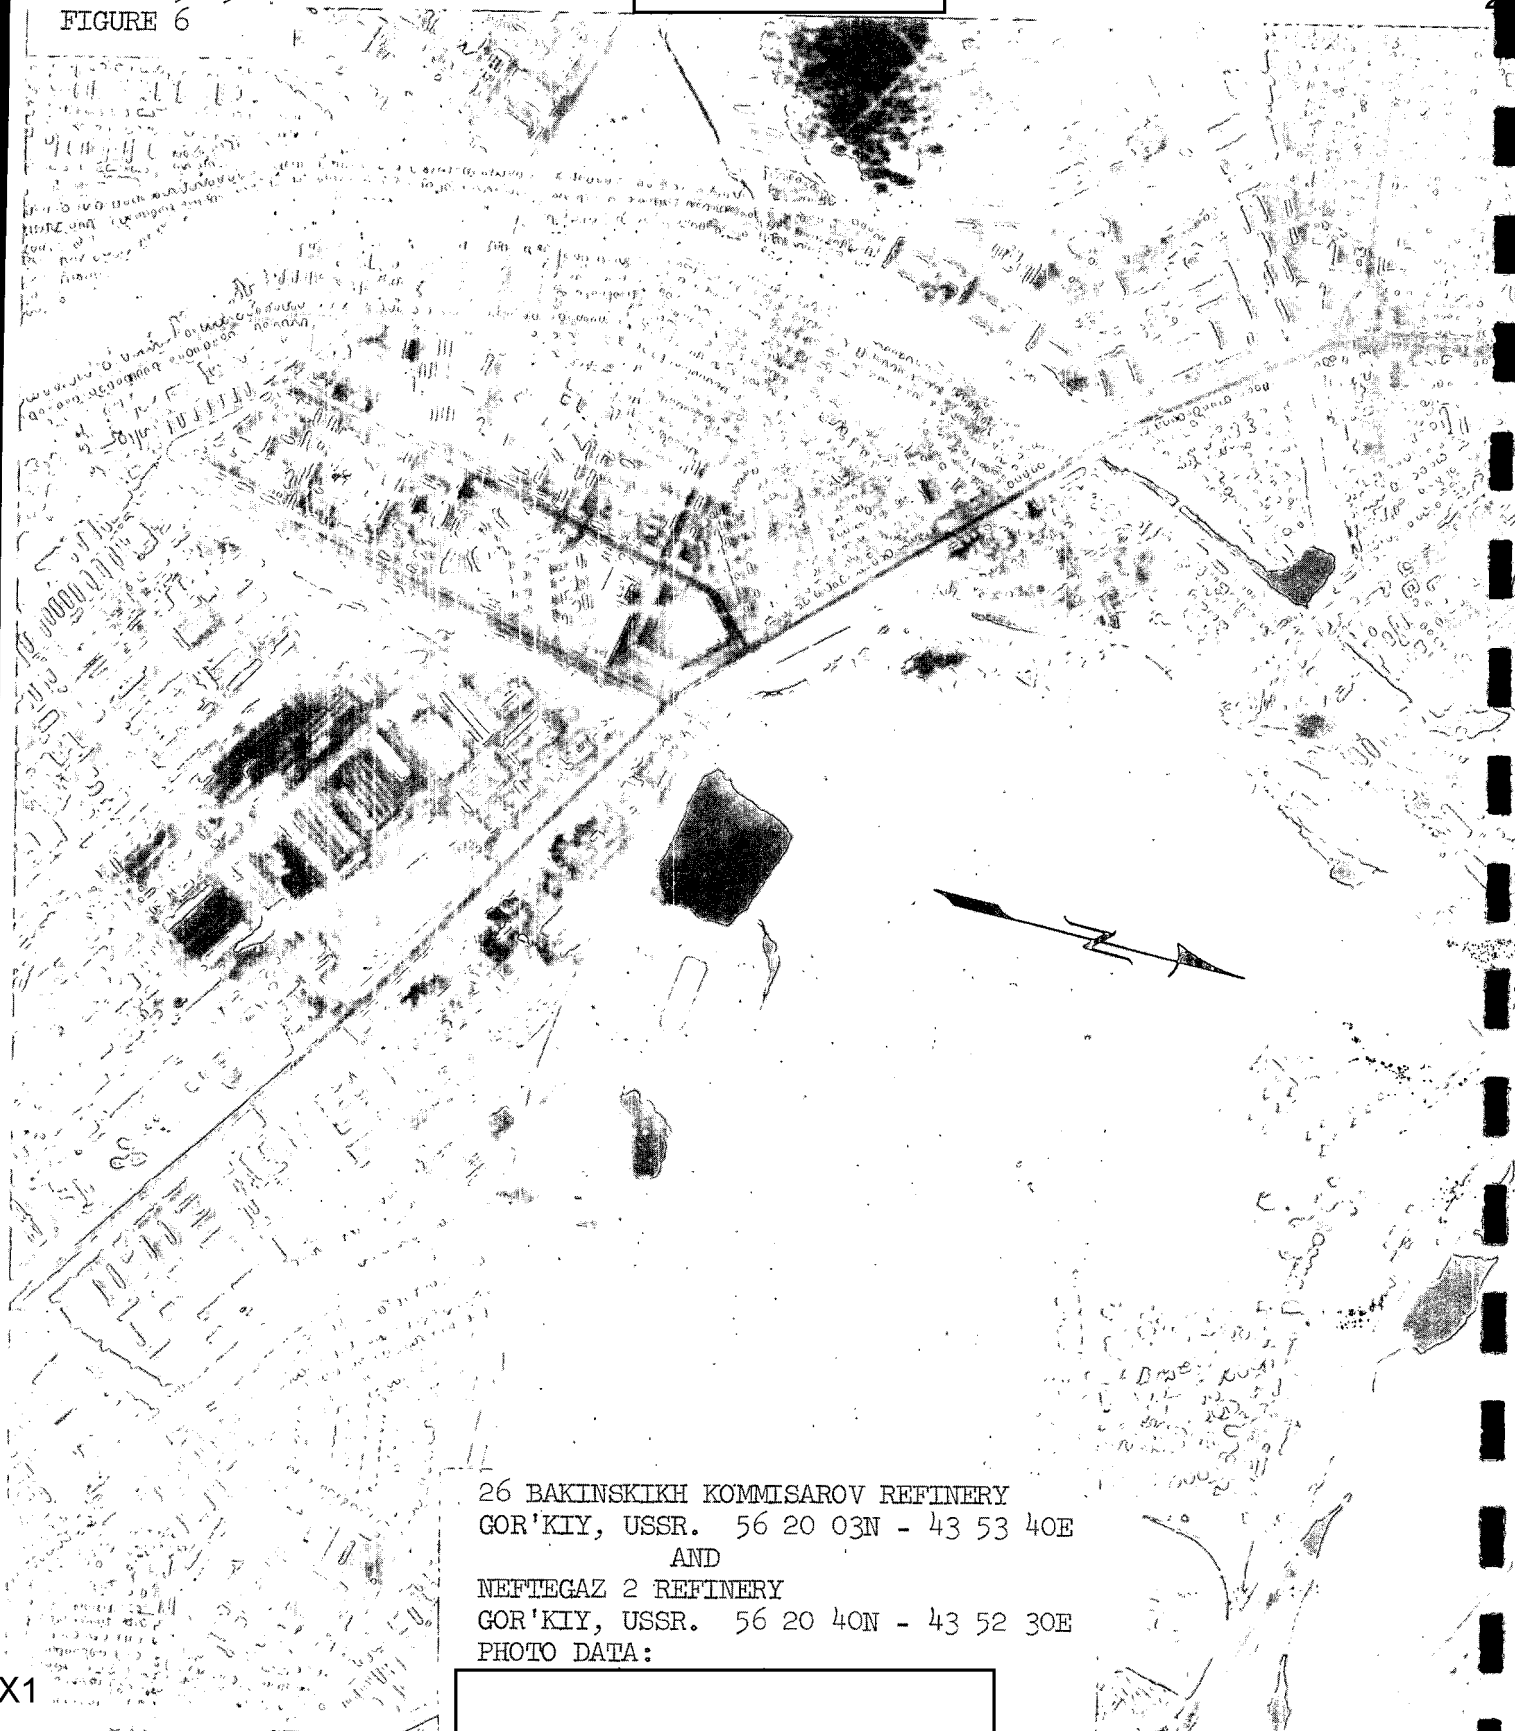 FIGURE 6
26 BAKINSKIKH KOMMISAROV REFINERY
GOR'KIY, USSR. 56 20 03N - 43 53 40E
AND
NEFTEGAZ 2 REFINERY
GOR'KIY, USSR. 56 20 40N - 43 52 30E
PHOTO DATA:
X1